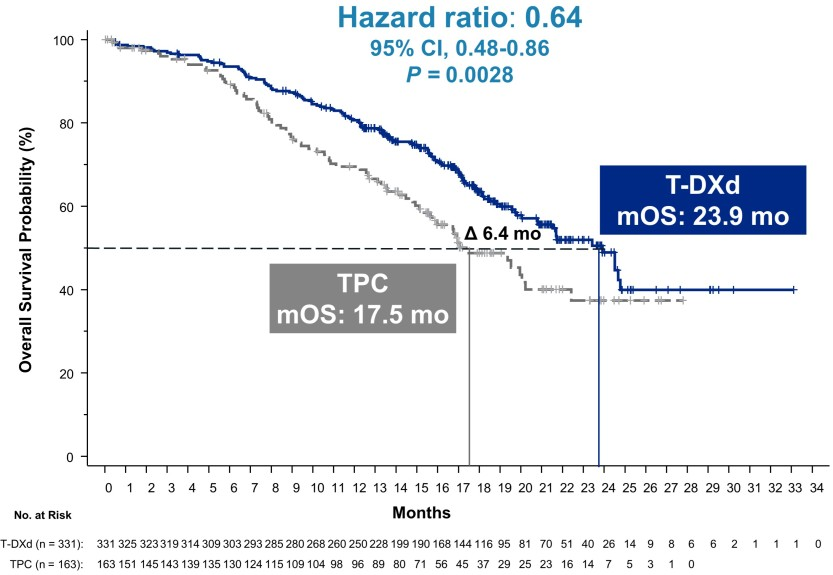 Hazard ratio: 0.64
95% CI, 0.48-0.86
P = 0.0028
Overall Survival Probability (%)
100
80
60
40
20
0
T-DXd
mOS: 23.9 mo
Δ 6.4 mo
TPC
mOS: 17.5 mo
0 1 2 3 4 5 6 7 8 9 10 11 12 13 14 15 16 17 18 19 20 21 22 23 24 25 26 27 28 29 30 31 32 33 34
Months
No. at Risk
T-DXd (n = 331): 331 325 323 319 314 309 303 293 285 280 268 260 250 228 199 190 168 144 116 95 81 70 51 40 26 14 9 8 6 6 2 1 1 1 0
TPC (n = 163): 163 151 145 143 139 135 130 124 115 109 104 98 96 89 80 71 56 45 37 29 25 23 16 14 7 5 3 1 0